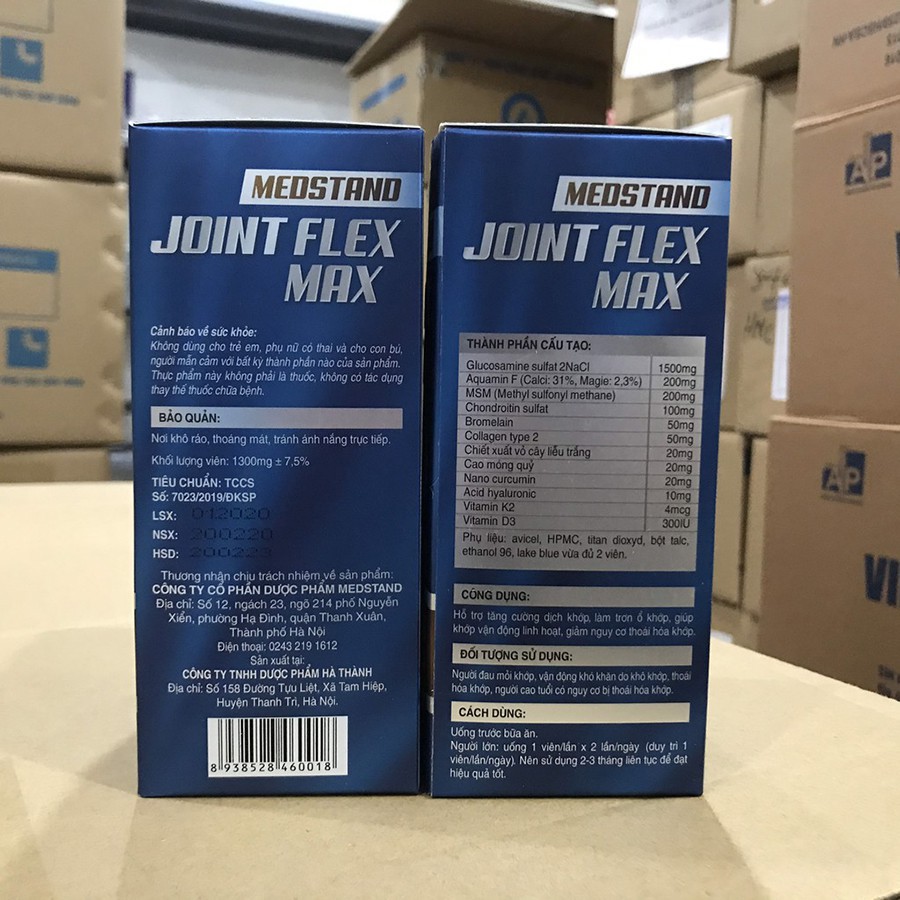 MEDSTAND
JOINT FLEX
MAX
Cảnh báo về sức khỏe:
Không dùng cho trẻ em, phụ nữ có thai và cho con bú,
người mẫn cảm với bất kỳ thành phần nào của sản phẩm.
Thực phẩm này không phải là thuốc, không có tác dụng
thay thế thuốc chữa bệnh.
BẢO QUẢN:
Nơi khô ráo, thoáng mát, tránh ánh nắng trực tiếp.
Khối lượng viên: 1300mg ± 7,5%
TIÊU CHUẨN: TCCS
Số: 7023/2019/ĐKSP
LSX: 012020
NSX: 200220
HSD: 200223
Thương nhân chịu trách nhiệm về sản phẩm:
CÔNG TY CỔ PHẦN DƯỢC PHẨM MEDSTAND
Địa chỉ: Số 12, ngách 23, ngõ 214 phố Nguyễn
Xiển, phường Hạ Đình, quận Thanh Xuân,
Thành phố Hà Nội
Điện thoại: 0243 219 1612
Sản xuất tại:
CÔNG TY TNHH DƯỢC PHẨM HÀ THÀNH
Địa chỉ: Số 158 Đường Tựu Liệt, Xã Tam Hiệp,
Huyện Thanh Trì, Hà Nội.
8 938528 460018
MEDSTAND
JOINT FLEX
MAX
THÀNH PHẦN CẤU TẠO:
Glucosamine sulfat 2NaCl 1500mg
Aquamin F (Calci: 31%, Magie: 2,3%) 200mg
MSM (Methyl sulfonyl methane) 200mg
Chondroitin sulfat 100mg
Bromelain 50mg
Collagen type 2 50mg
Chiết xuất vỏ cây liễu trắng 20mg
Cao móng quỷ 20mg
Nano curcumin 20mg
Acid hyaluronic 10mg
Vitamin K2 4mcg
Vitamin D3 300IU
Phụ liệu: avicel, HPMC, titan dioxyd, bột talc,
ethanol 96, lake blue vừa đủ 2 viên.
CÔNG DỤNG:
Hỗ trợ tăng cường dịch khớp, làm trơn ổ khớp, giúp
khớp vận động linh hoạt, giảm nguy cơ thoái hóa khớp.
ĐỐI TƯỢNG SỬ DỤNG:
Người đau mỏi khớp, vận động khó khăn do khô khớp, thoái
hóa khớp, người cao tuổi có nguy cơ bị thoái hóa khớp.
CÁCH DÙNG:
Uống trước bữa ăn.
Người lớn: uống 1 viên/lần x 2 lần/ngày (duy trì 1
viên/lần/ngày). Nên sử dụng 2-3 tháng liên tục để đạt
hiệu quả tốt.
AP
AP
VI